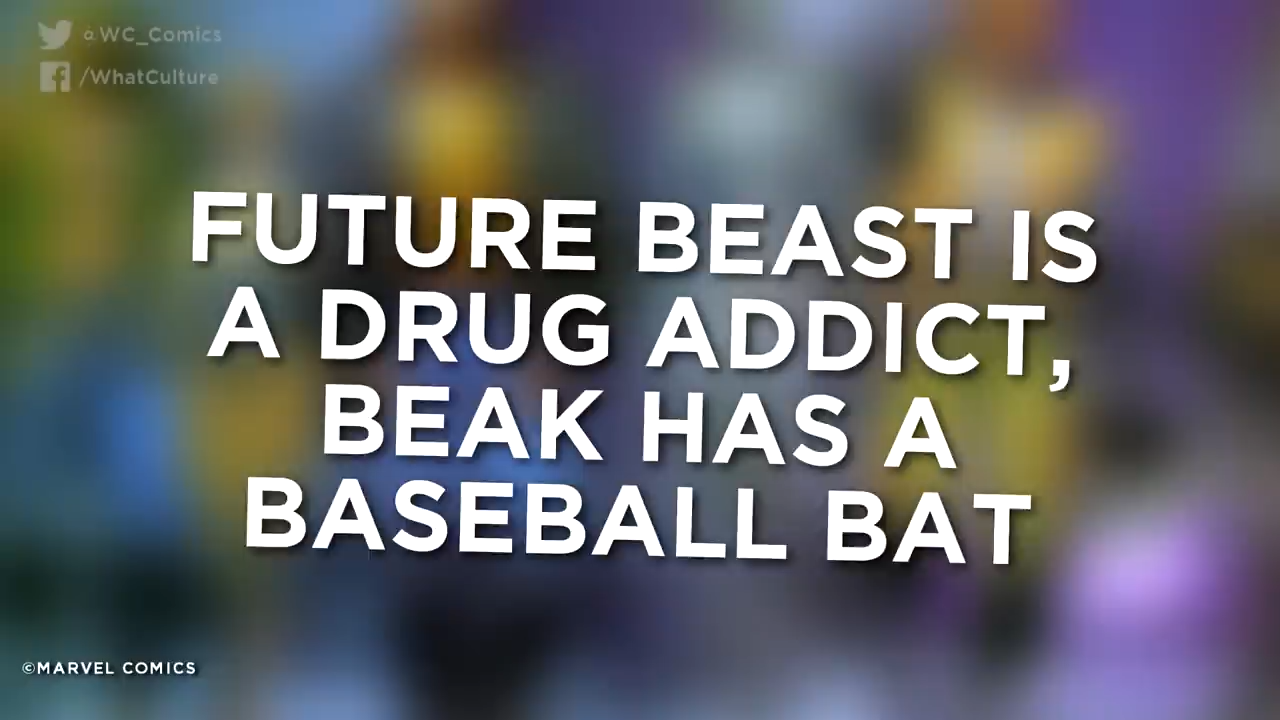 @WC_Comics
/WhatCulture
FUTURE BEAST IS
A DRUG ADDICT,
BEAK HAS A
BASEBALL BAT
©MARVEL COMICS